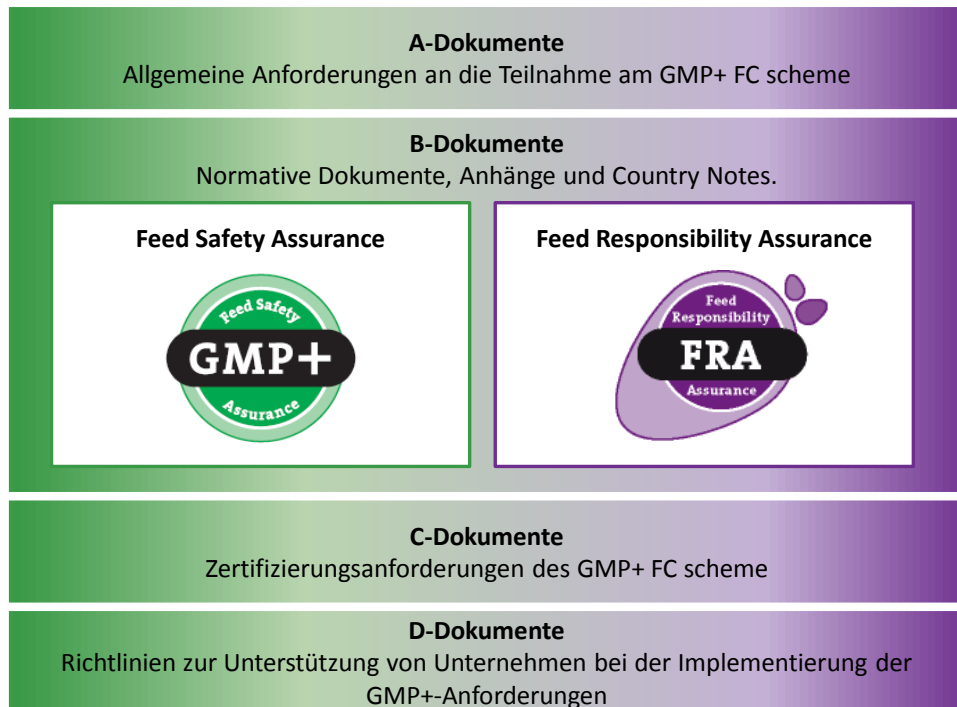 A-Dokumente
Allgemeine Anforderungen an die Teilnahme am GMP+ FC scheme
B-Dokumente
Normative Dokumente, Anhänge und Country Notes.
Feed Safety Assurance
Feed Safety
GMP+
Assurance
Feed Responsibility Assurance
Feed
Responsibility
FRA
Assurance
C-Dokumente
Zertifizierungsanforderungen des GMP+ FC scheme
D-Dokumente
Richtlinien zur Unterstützung von Unternehmen bei der Implementierung der
GMP+-Anforderungen